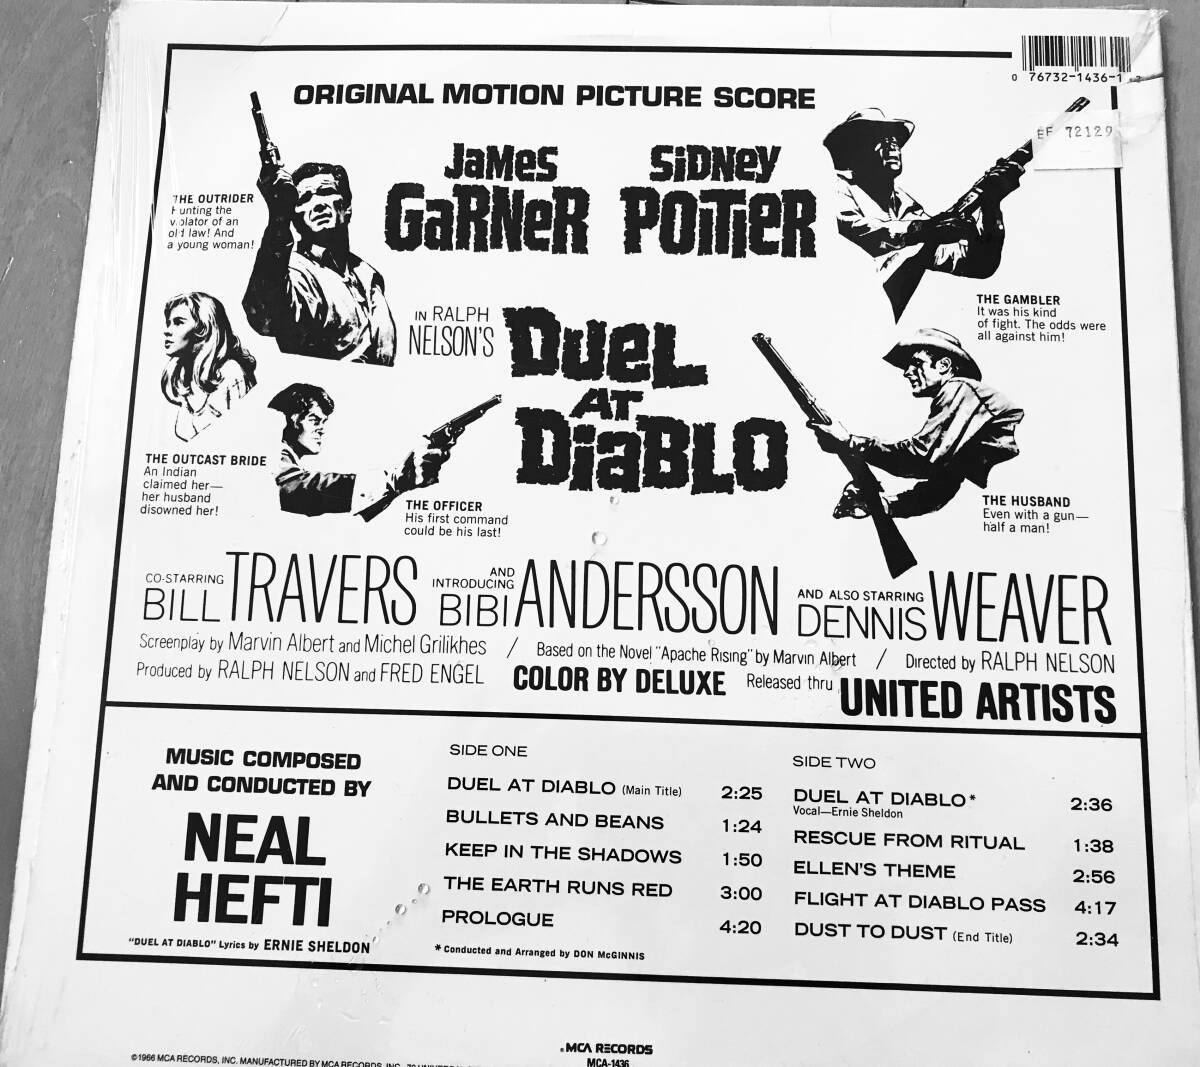 0 76732-1436-1
EF 72129
ORIGINAL MOTION PICTURE SCORE
JaMeS
GaRNeR
SiDNey
POiTieR
THE OUTRIDER
Hunting the
violator of an
old law! And
a young woman!
THE GAMBLER
It was his kind
of fight. The odds were
all against him!
IN RALPH
NELSON'S
DueL
AT
DiaBLO
THE OUTCAST BRIDE
An Indian
claimed her—
her husband
disowned her!
THE OFFICER
His first command
could be his last!
THE HUSBAND
Even with a gun—
half a man!
CO-STARRING
BILL TRAVERS
AND
INTRODUCING
BIBI ANDERSSON
AND ALSO STARRING
DENNIS WEAVER
Screenplay by Marvin Albert and Michel Grilikhes / Based on the Novel "Apache Rising" by Marvin Albert / Directed by RALPH NELSON
Produced by RALPH NELSON and FRED ENGEL COLOR BY DELUXE Released thru UNITED ARTISTS
MUSIC COMPOSED
AND CONDUCTED BY
NEAL
HEFTI
"DUEL AT DIABLO" Lyrics by ERNIE SHELDON
SIDE ONE
DUEL AT DIABLO (Main Title) 2:25
BULLETS AND BEANS 1:24
KEEP IN THE SHADOWS 1:50
THE EARTH RUNS RED 3:00
PROLOGUE 4:20
* Conducted and Arranged by DON McGINNIS
SIDE TWO
DUEL AT DIABLO* 2:36
Vocal—Ernie Sheldon
RESCUE FROM RITUAL 1:38
ELLEN'S THEME 2:56
FLIGHT AT DIABLO PASS 4:17
DUST TO DUST (End Title) 2:34
MCA RECORDS
MCA-1436
©1966 MCA RECORDS, INC. MANUFACTURED BY MCA RECORDS, INC., 70